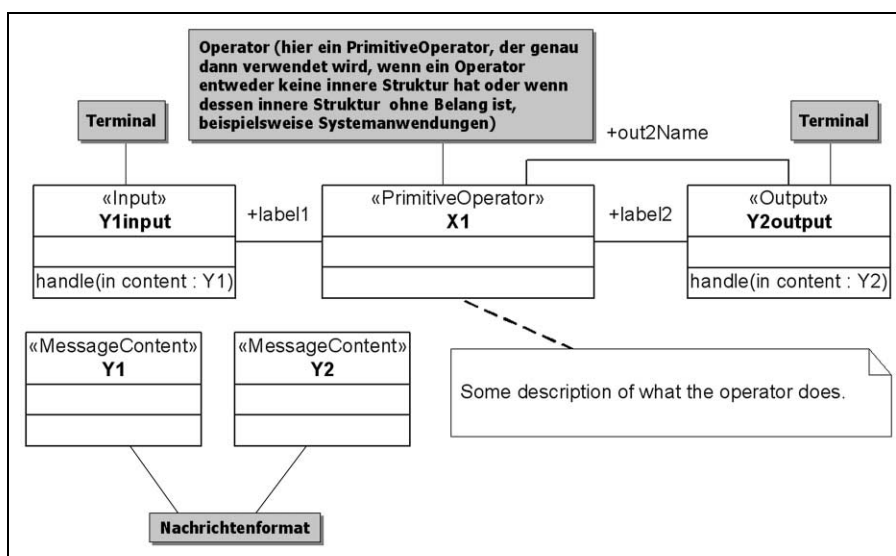 Operator (hier ein PrimitiveOperator, der genau
dann verwendet wird, wenn ein Operator
entweder keine innere Struktur hat oder wenn
dessen innere Struktur ohne Belang ist,
beispielsweise Systemanwendungen)
Terminal
+out2Name
Terminal
«Input»
Y1input
handle(in content : Y1)
+label1
«PrimitiveOperator»
X1
+label2
«Output»
Y2output
handle(in content : Y2)
«MessageContent»
Y1
«MessageContent»
Y2
Some description of what the operator does.
Nachrichtenformat